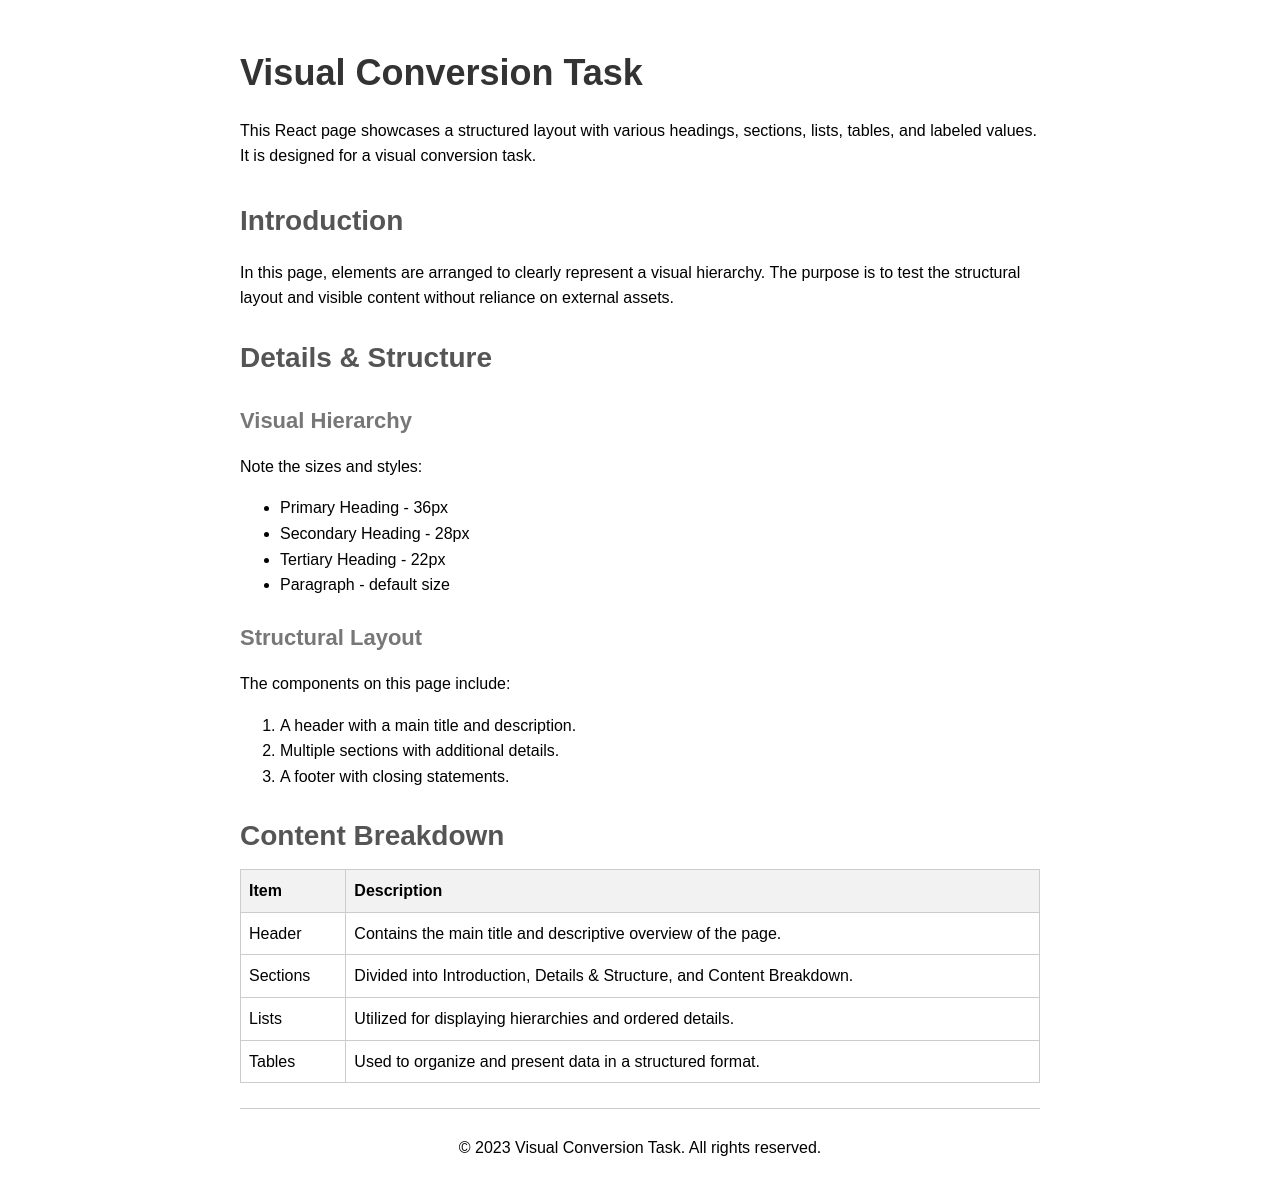 Visual Conversion Task
This React page showcases a structured layout with various headings, sections, lists, tables, and labeled values.
It is designed for a visual conversion task.
Introduction
In this page, elements are arranged to clearly represent a visual hierarchy. The purpose is to test the structural
layout and visible content without reliance on external assets.
Details & Structure
Visual Hierarchy
Note the sizes and styles:
• Primary Heading - 36px
• Secondary Heading - 28px
• Tertiary Heading - 22px
• Paragraph - default size
Structural Layout
The components on this page include:
1. A header with a main title and description.
2. Multiple sections with additional details.
3. A footer with closing statements.
Content Breakdown
Item Description
Header Contains the main title and descriptive overview of the page.
Sections Divided into Introduction, Details & Structure, and Content Breakdown.
Lists Utilized for displaying hierarchies and ordered details.
Tables Used to organize and present data in a structured format.
© 2023 Visual Conversion Task. All rights reserved.